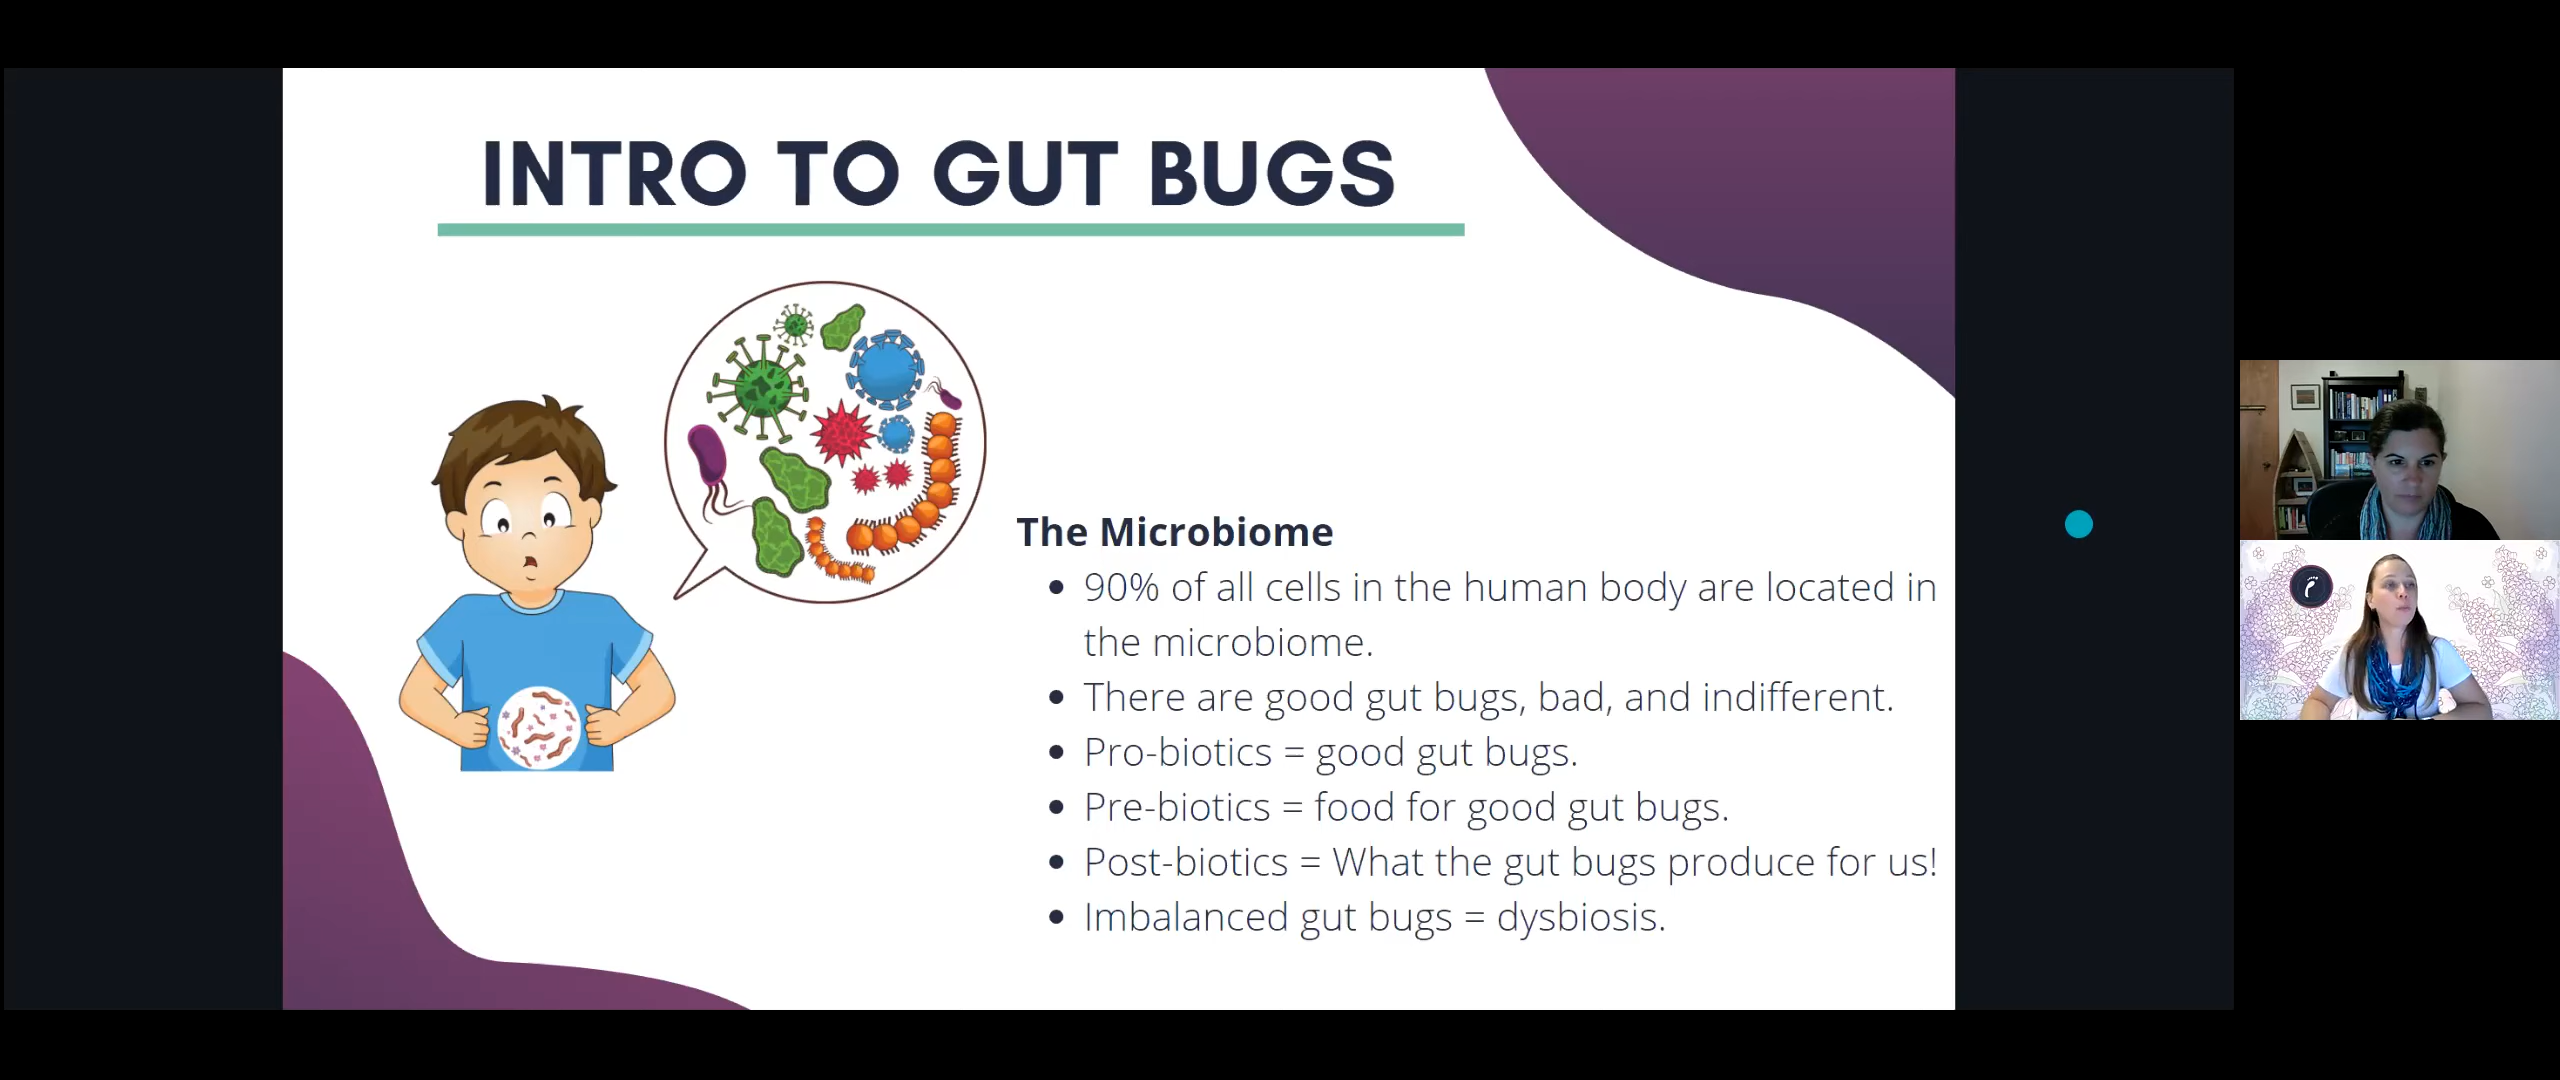 INTRO TO GUT BUGS
The Microbiome
• 90% of all cells in the human body are located in
the microbiome.
• There are good gut bugs, bad, and indifferent.
• Pro-biotics = good gut bugs.
• Pre-biotics = food for good gut bugs.
• Post-biotics = What the gut bugs produce for us!
• Imbalanced gut bugs = dysbiosis.